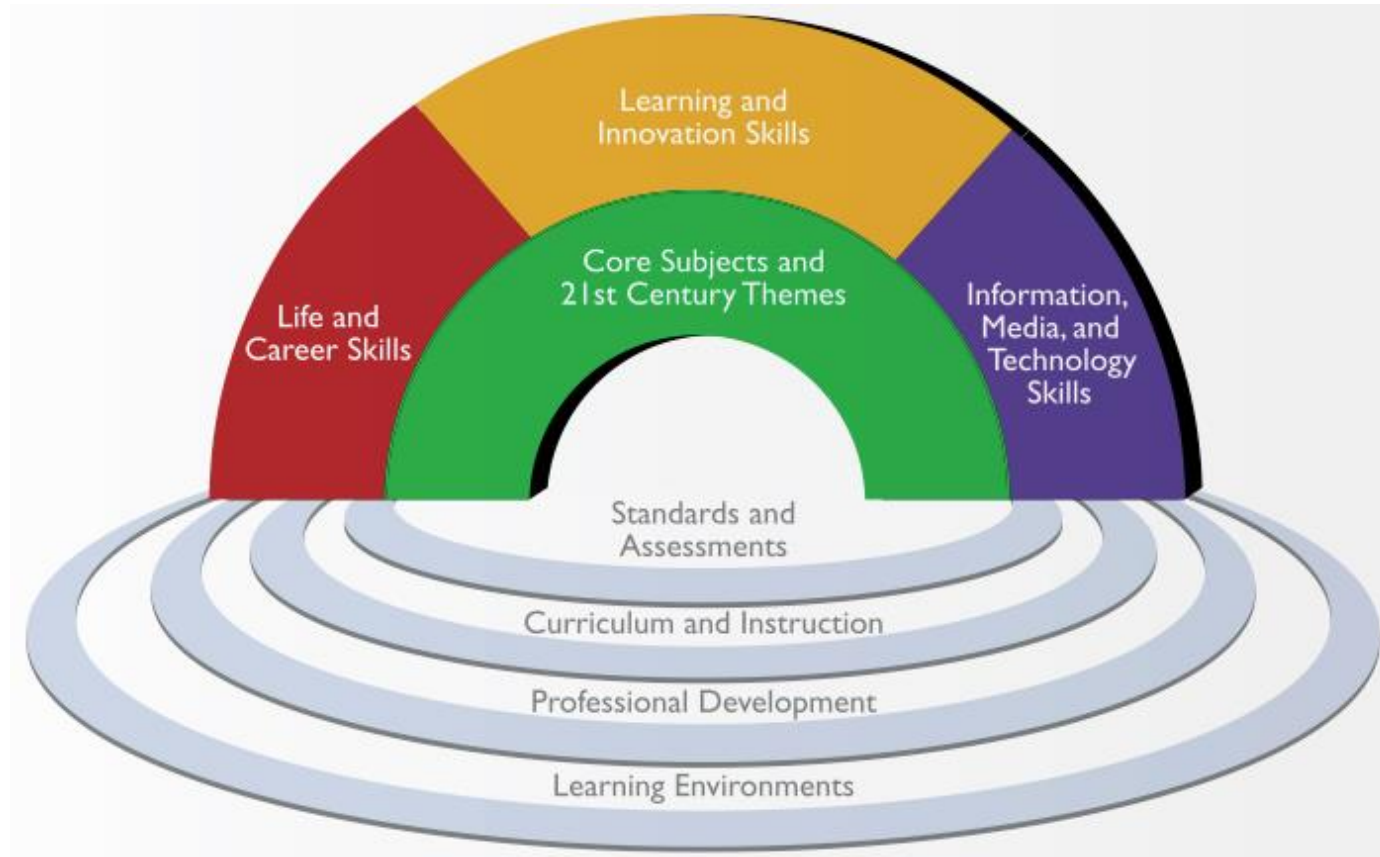 Learning and
Innovation Skills
Core Subjects and
21st Century Themes
Life and
Career Skills
Information,
Media, and
Technology
Skills
Standards and
Assessments
Curriculum and Instruction
Professional Development
Learning Environments